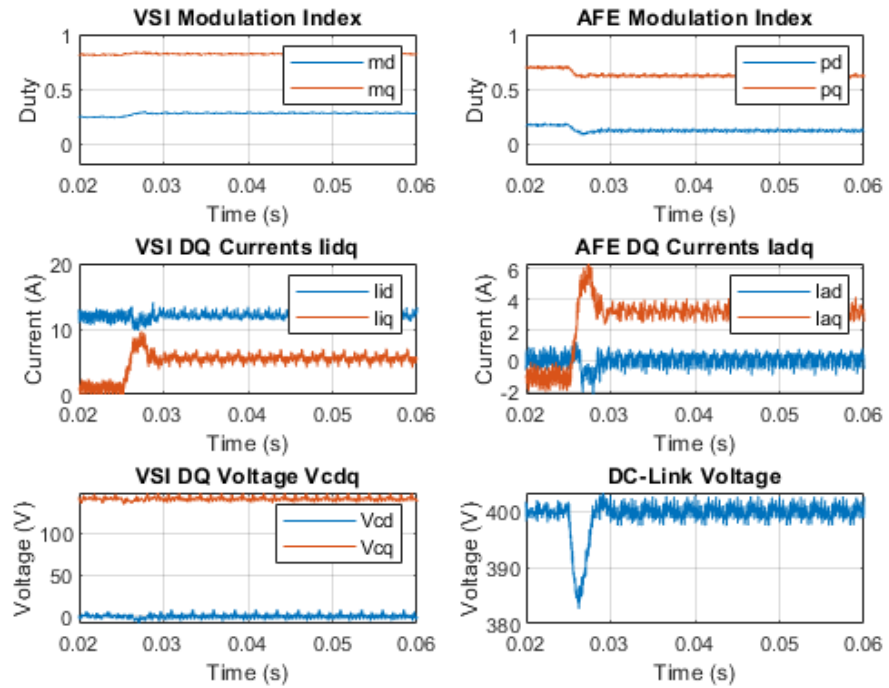 VSI Modulation Index
1
0.5
0
Duty
md
mq
0.02 0.03 0.04 0.05 0.06
Time (s)
AFE Modulation Index
1
0.5
0
Duty
pd
pq
0.02 0.03 0.04 0.05 0.06
Time (s)
VSI DQ Currents Iidq
20
10
0
Current (A)
Iid
Iiq
0.02 0.03 0.04 0.05 0.06
Time (s)
AFE DQ Currents Iadq
6
4
2
0
-2
Current (A)
Iad
Iaq
0.02 0.03 0.04 0.05 0.06
Time (s)
VSI DQ Voltage Vcdq
100
50
0
Voltage (V)
Vcd
Vcq
0.02 0.03 0.04 0.05 0.06
Time (s)
DC-Link Voltage
400
390
380
Voltage (V)
0.02 0.03 0.04 0.05 0.06
Time (s)